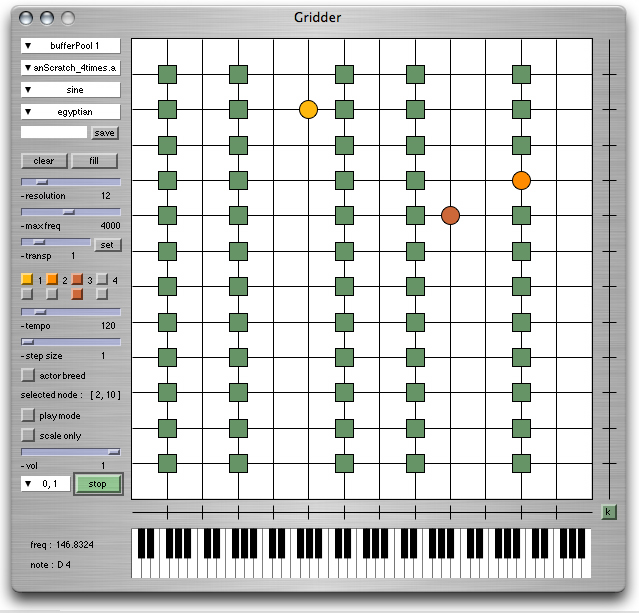 Gridder
▼ bufferPool 1
▼ anScratch_4times.a
▼ sine
▼ egyptian
save
clear fill
- resolution 12
- maxfreq 4000
set
- transp 1
1 2 3 4
- tempo 120
- step size 1
actor breed
selected node : [ 2, 10 ]
play mode
scale only
- vol 1
▼ 0, 1 stop
k
freq : 146.8324
note : D 4